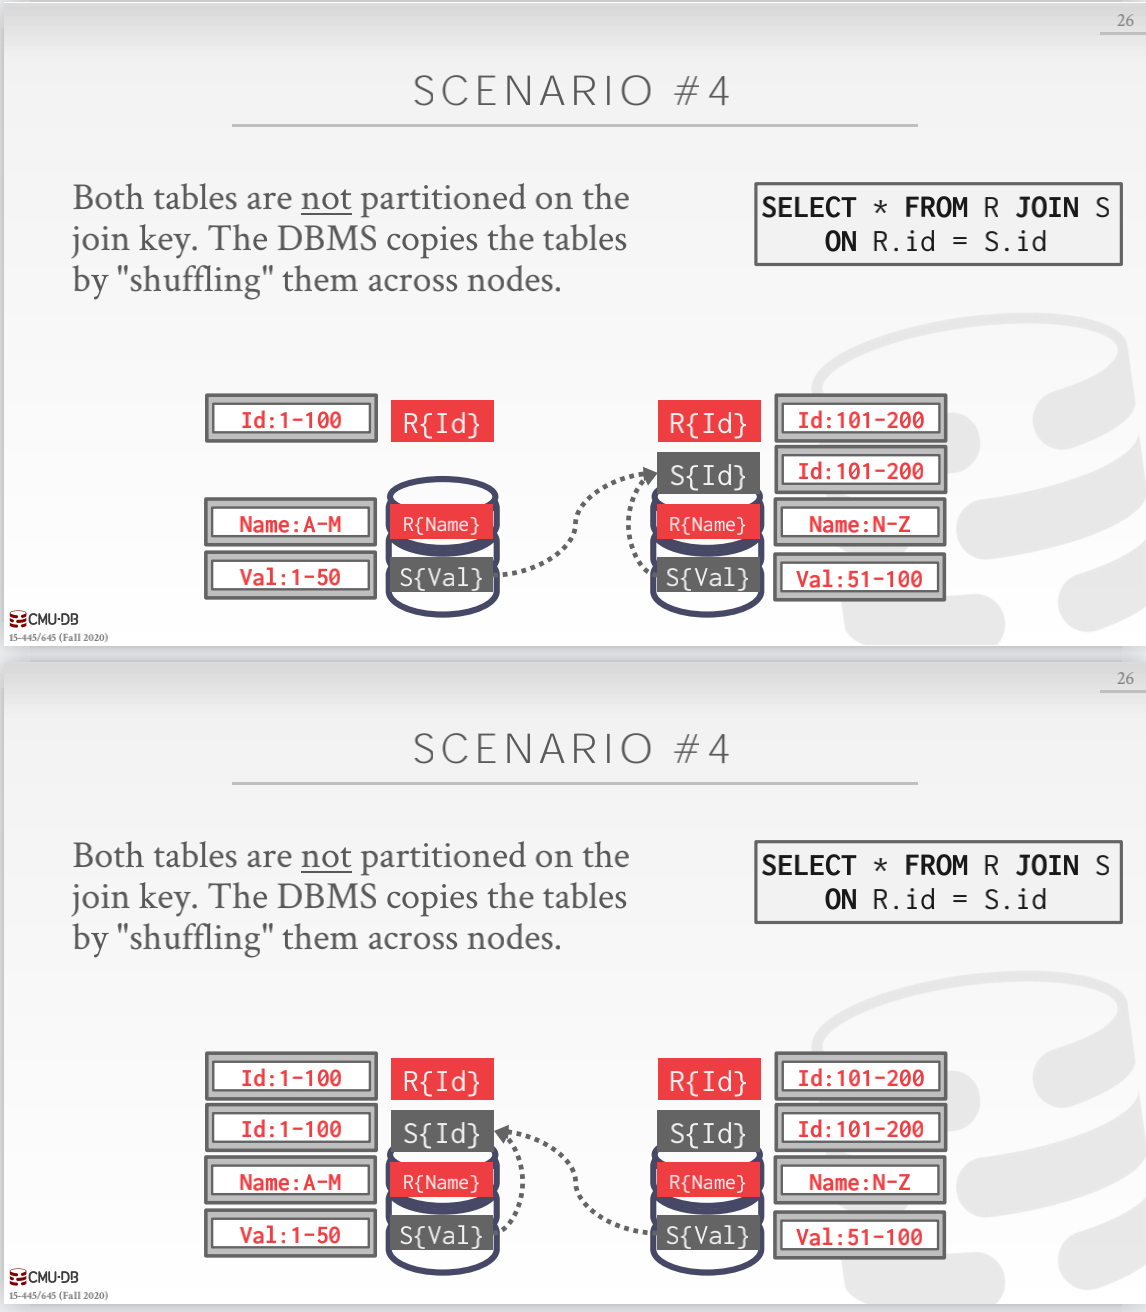 26
SCENARIO #4
Both tables are not partitioned on the
join key. The DBMS copies the tables
by "shuffling" them across nodes.
SELECT * FROM R JOIN S
ON R.id = S.id
Id:1-100 R{Id} R{Id} Id:101-200
S{Id} Id:101-200
Name:A-M R{Name} R{Name} Name:N-Z
Val:1-50 S{Val} S{Val} Val:51-100
CMU·DB
15-445/645 (Fall 2020)
26
SCENARIO #4
Both tables are not partitioned on the
join key. The DBMS copies the tables
by "shuffling" them across nodes.
SELECT * FROM R JOIN S
ON R.id = S.id
Id:1-100 R{Id} R{Id} Id:101-200
Id:1-100 S{Id} S{Id} Id:101-200
Name:A-M R{Name} R{Name} Name:N-Z
Val:1-50 S{Val} S{Val} Val:51-100
CMU·DB
15-445/645 (Fall 2020)